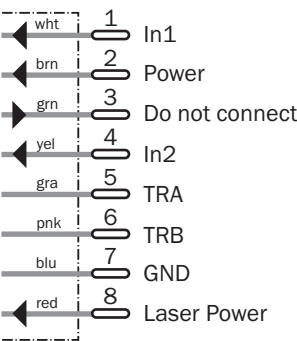 wht 1 In1
brn 2 Power
grn 3 Do not connect
yel 4 In2
gra 5 TRA
pnk 6 TRB
blu 7 GND
red 8 Laser Power